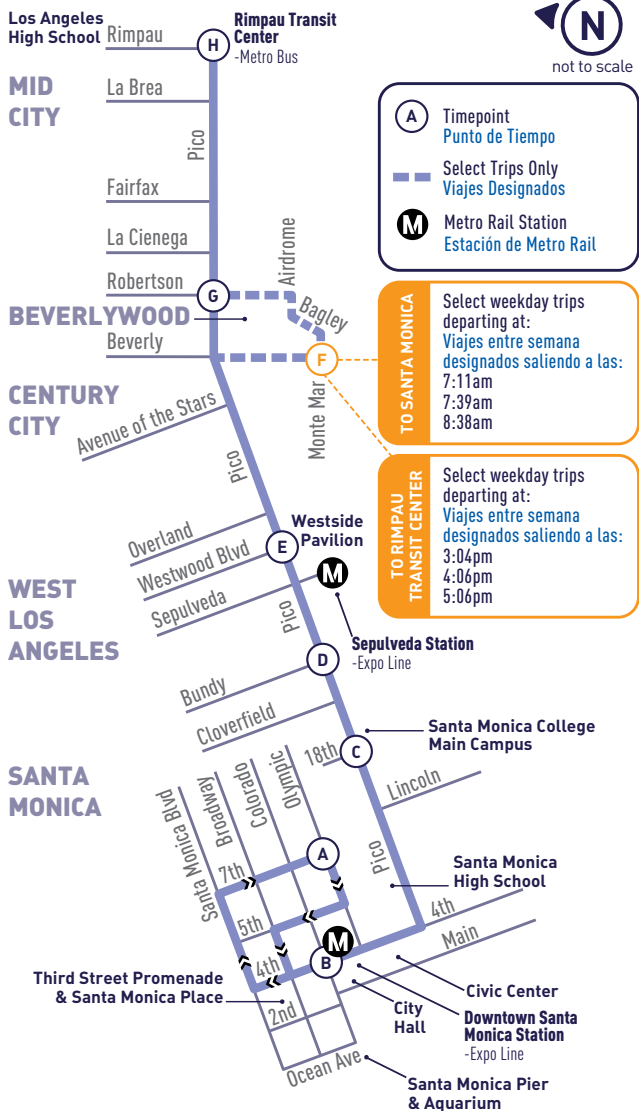 Los Angeles
High School
Rimpau
H
Rimpau Transit
Center
-Metro Bus
N
not to scale
MID
CITY
La Brea
Pico
Fairfax
La Cienega
Robertson
G
Airdrome
Bagley
BEVERLYWOOD
Beverly
F
Monte Mar
A
Timepoint
Punto de Tiempo
Select Trips Only
Viajes Designados
M
Metro Rail Station
Estación de Metro Rail
TO SANTA MONICA
Select weekday trips
departing at:
Viajes entre semana
designados saliendo a las:
7:11am
7:39am
8:38am
TO RIMPAU
TRANSIT CENTER
Select weekday trips
departing at:
Viajes entre semana
designados saliendo a las:
3:04pm
4:06pm
5:06pm
CENTURY
CITY
Avenue of the Stars
Pico
Overland
Westwood Blvd
E
Westside
Pavilion
Sepulveda
M
Pico
Sepulveda Station
-Expo Line
WEST
LOS
ANGELES
D
Bundy
Cloverfield
18th
C
Santa Monica College
Main Campus
SANTA
MONICA
Santa Monica Blvd
Broadway
Colorado
Olympic
Lincoln
Pico
A
7th
Santa Monica
High School
5th
4th
4th
Main
M
B
Third Street Promenade
& Santa Monica Place
2nd
City
Hall
Civic Center
Downtown Santa
Monica Station
-Expo Line
Ocean Ave
Santa Monica Pier
& Aquarium